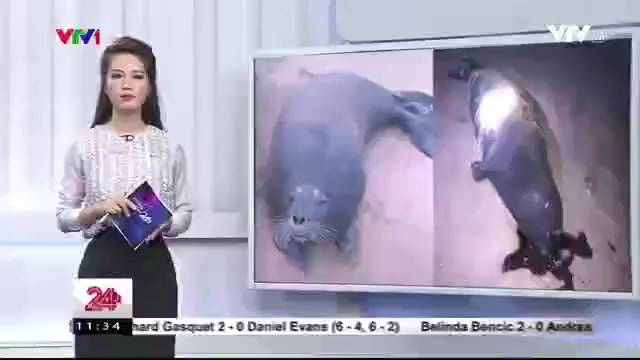 VTV1
VTV
24
11:34 hard Gasquet 2 - 0 Daniel Evans (6 - 4, 6 - 2) Belinda Bencic 2 - 0 Andrea